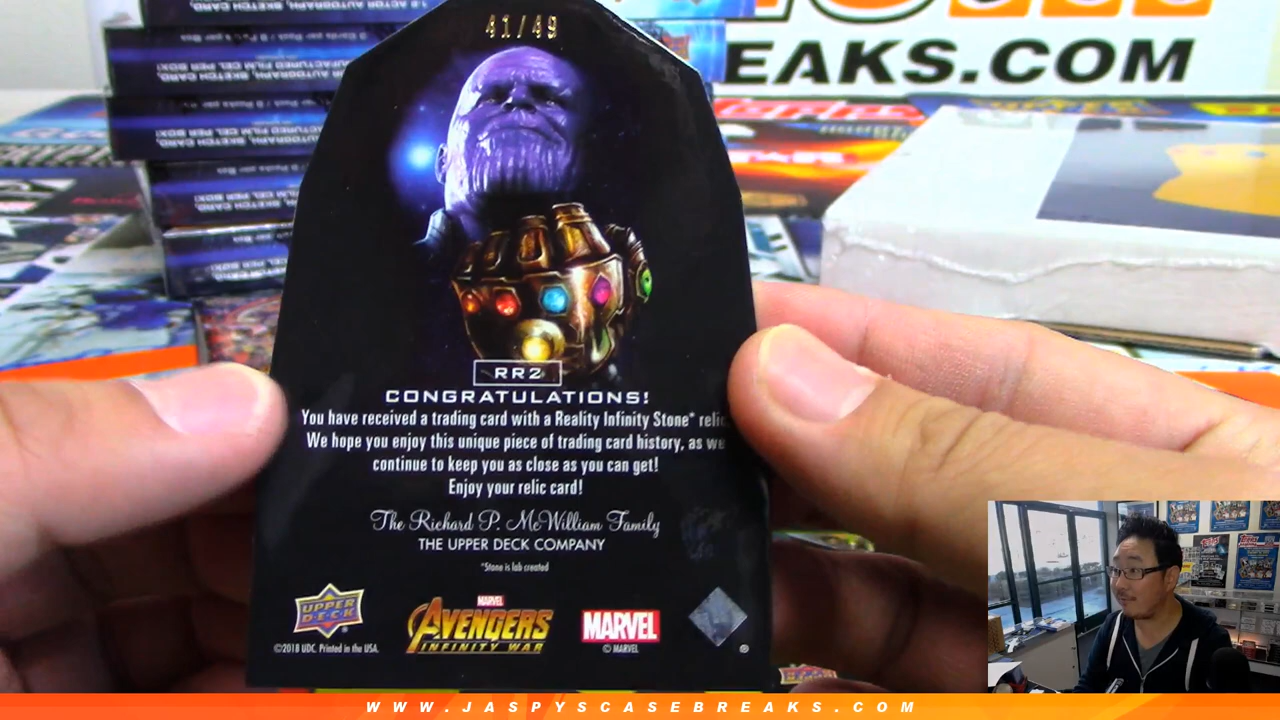 41/49
EAKS.COM
RR2
CONGRATULATIONS!
You have received a trading card with a Reality Infinity Stone* relic
We hope you enjoy this unique piece of trading card history, as we
continue to keep you as close as you can get!
Enjoy your relic card!
The Richard P. McWilliam Family
THE UPPER DECK COMPANY
*Stone is lab created
UPPER DECK
MARVEL
AVENGERS
INFINITY WAR
MARVEL
©2018 UDC. Printed in the USA.
© MARVEL
WWW.JASPYSCASEBREAKS.COM